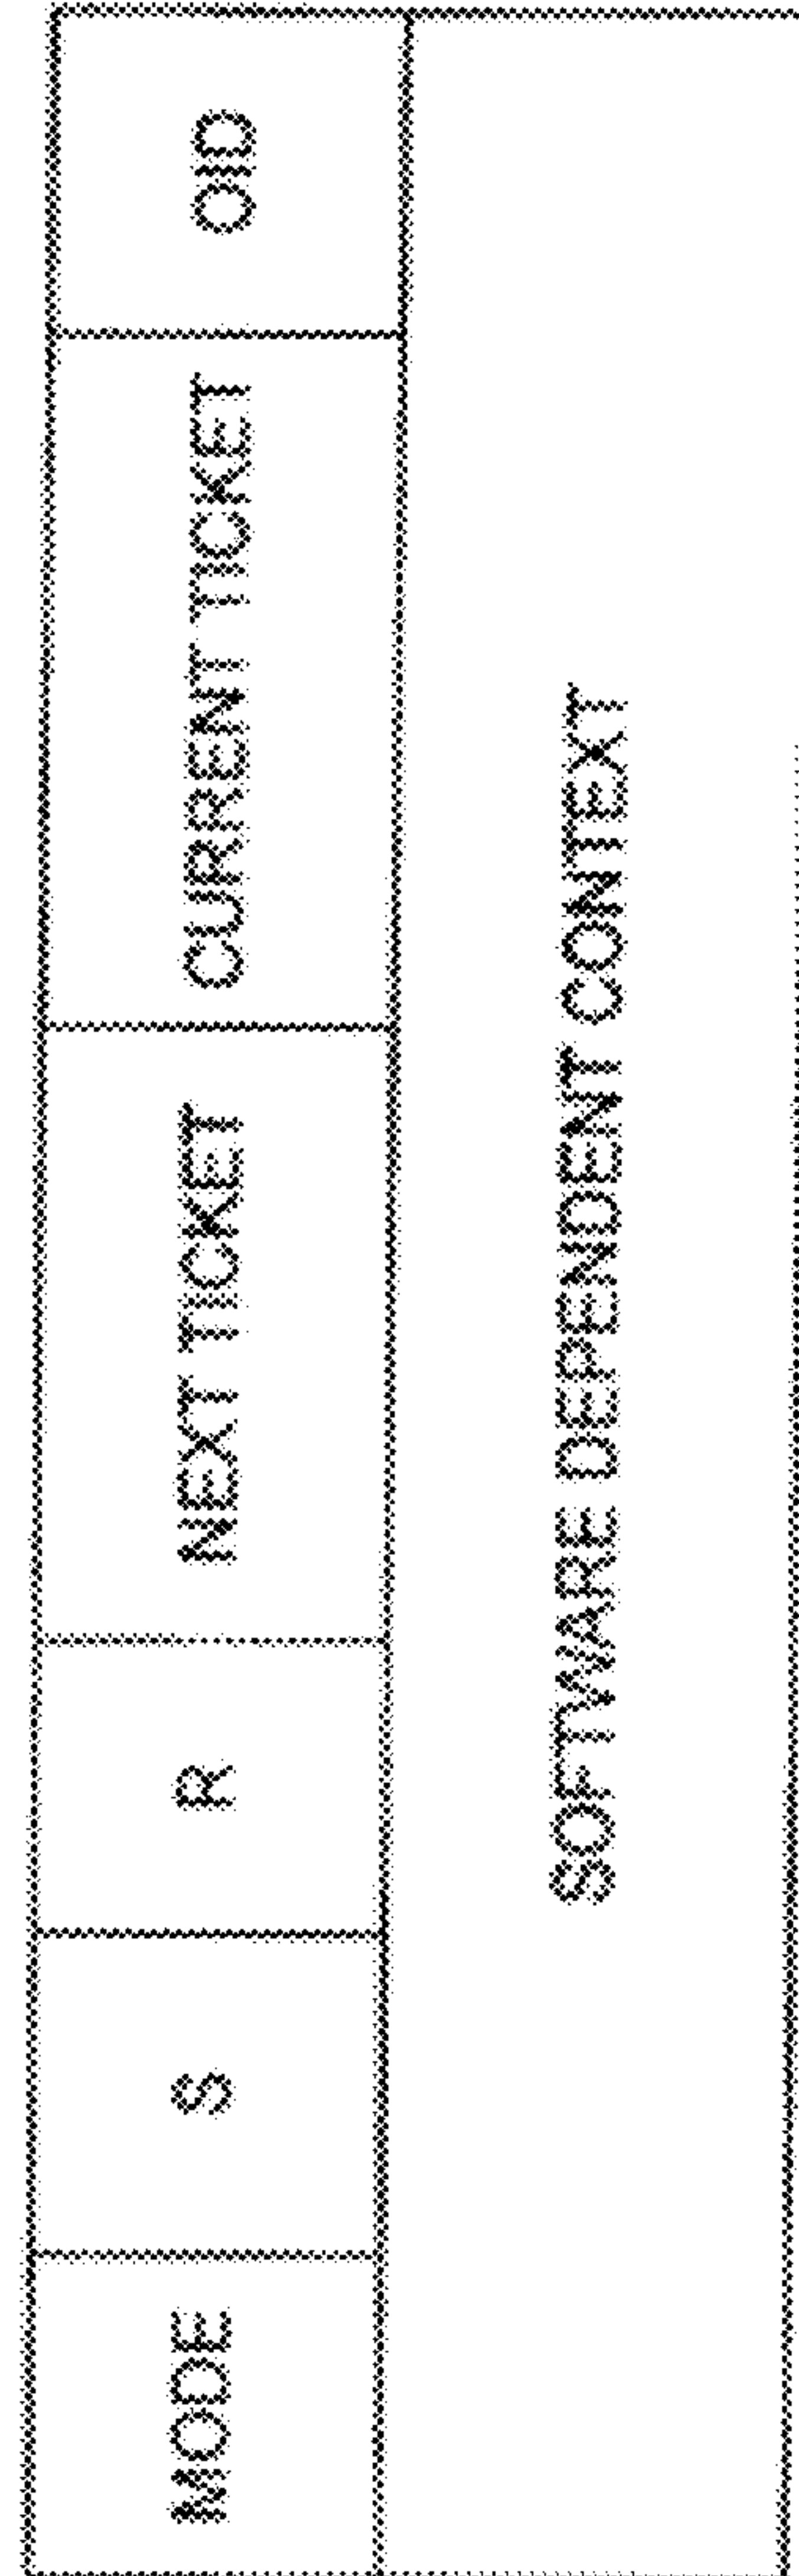 MODE
S
R
NEXT TICKET
CURRENT TICKET
OID
SOFTWARE DEPENDENT CONTEXT